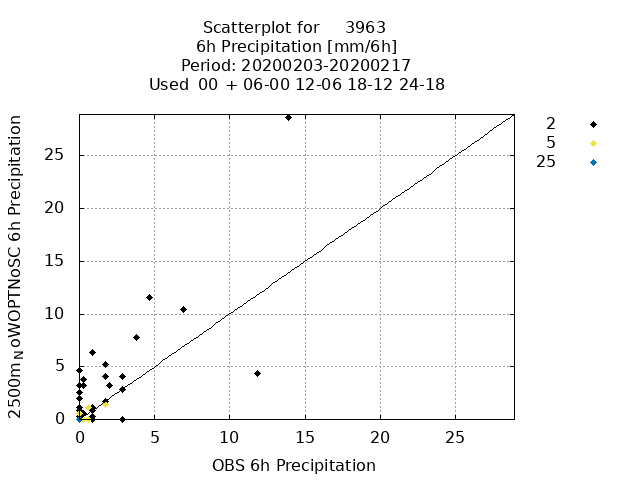 Scatterplot for 3963
6h Precipitation [mm/6h]
Period: 20200203-20200217
Used 00 + 06-00 12-06 18-12 24-18
2
5
25
25
20
15
10
5
0
0 5 10 15 20 25
OBS 6h Precipitation
2500m_NoWOPTNoSC 6h Precipitation